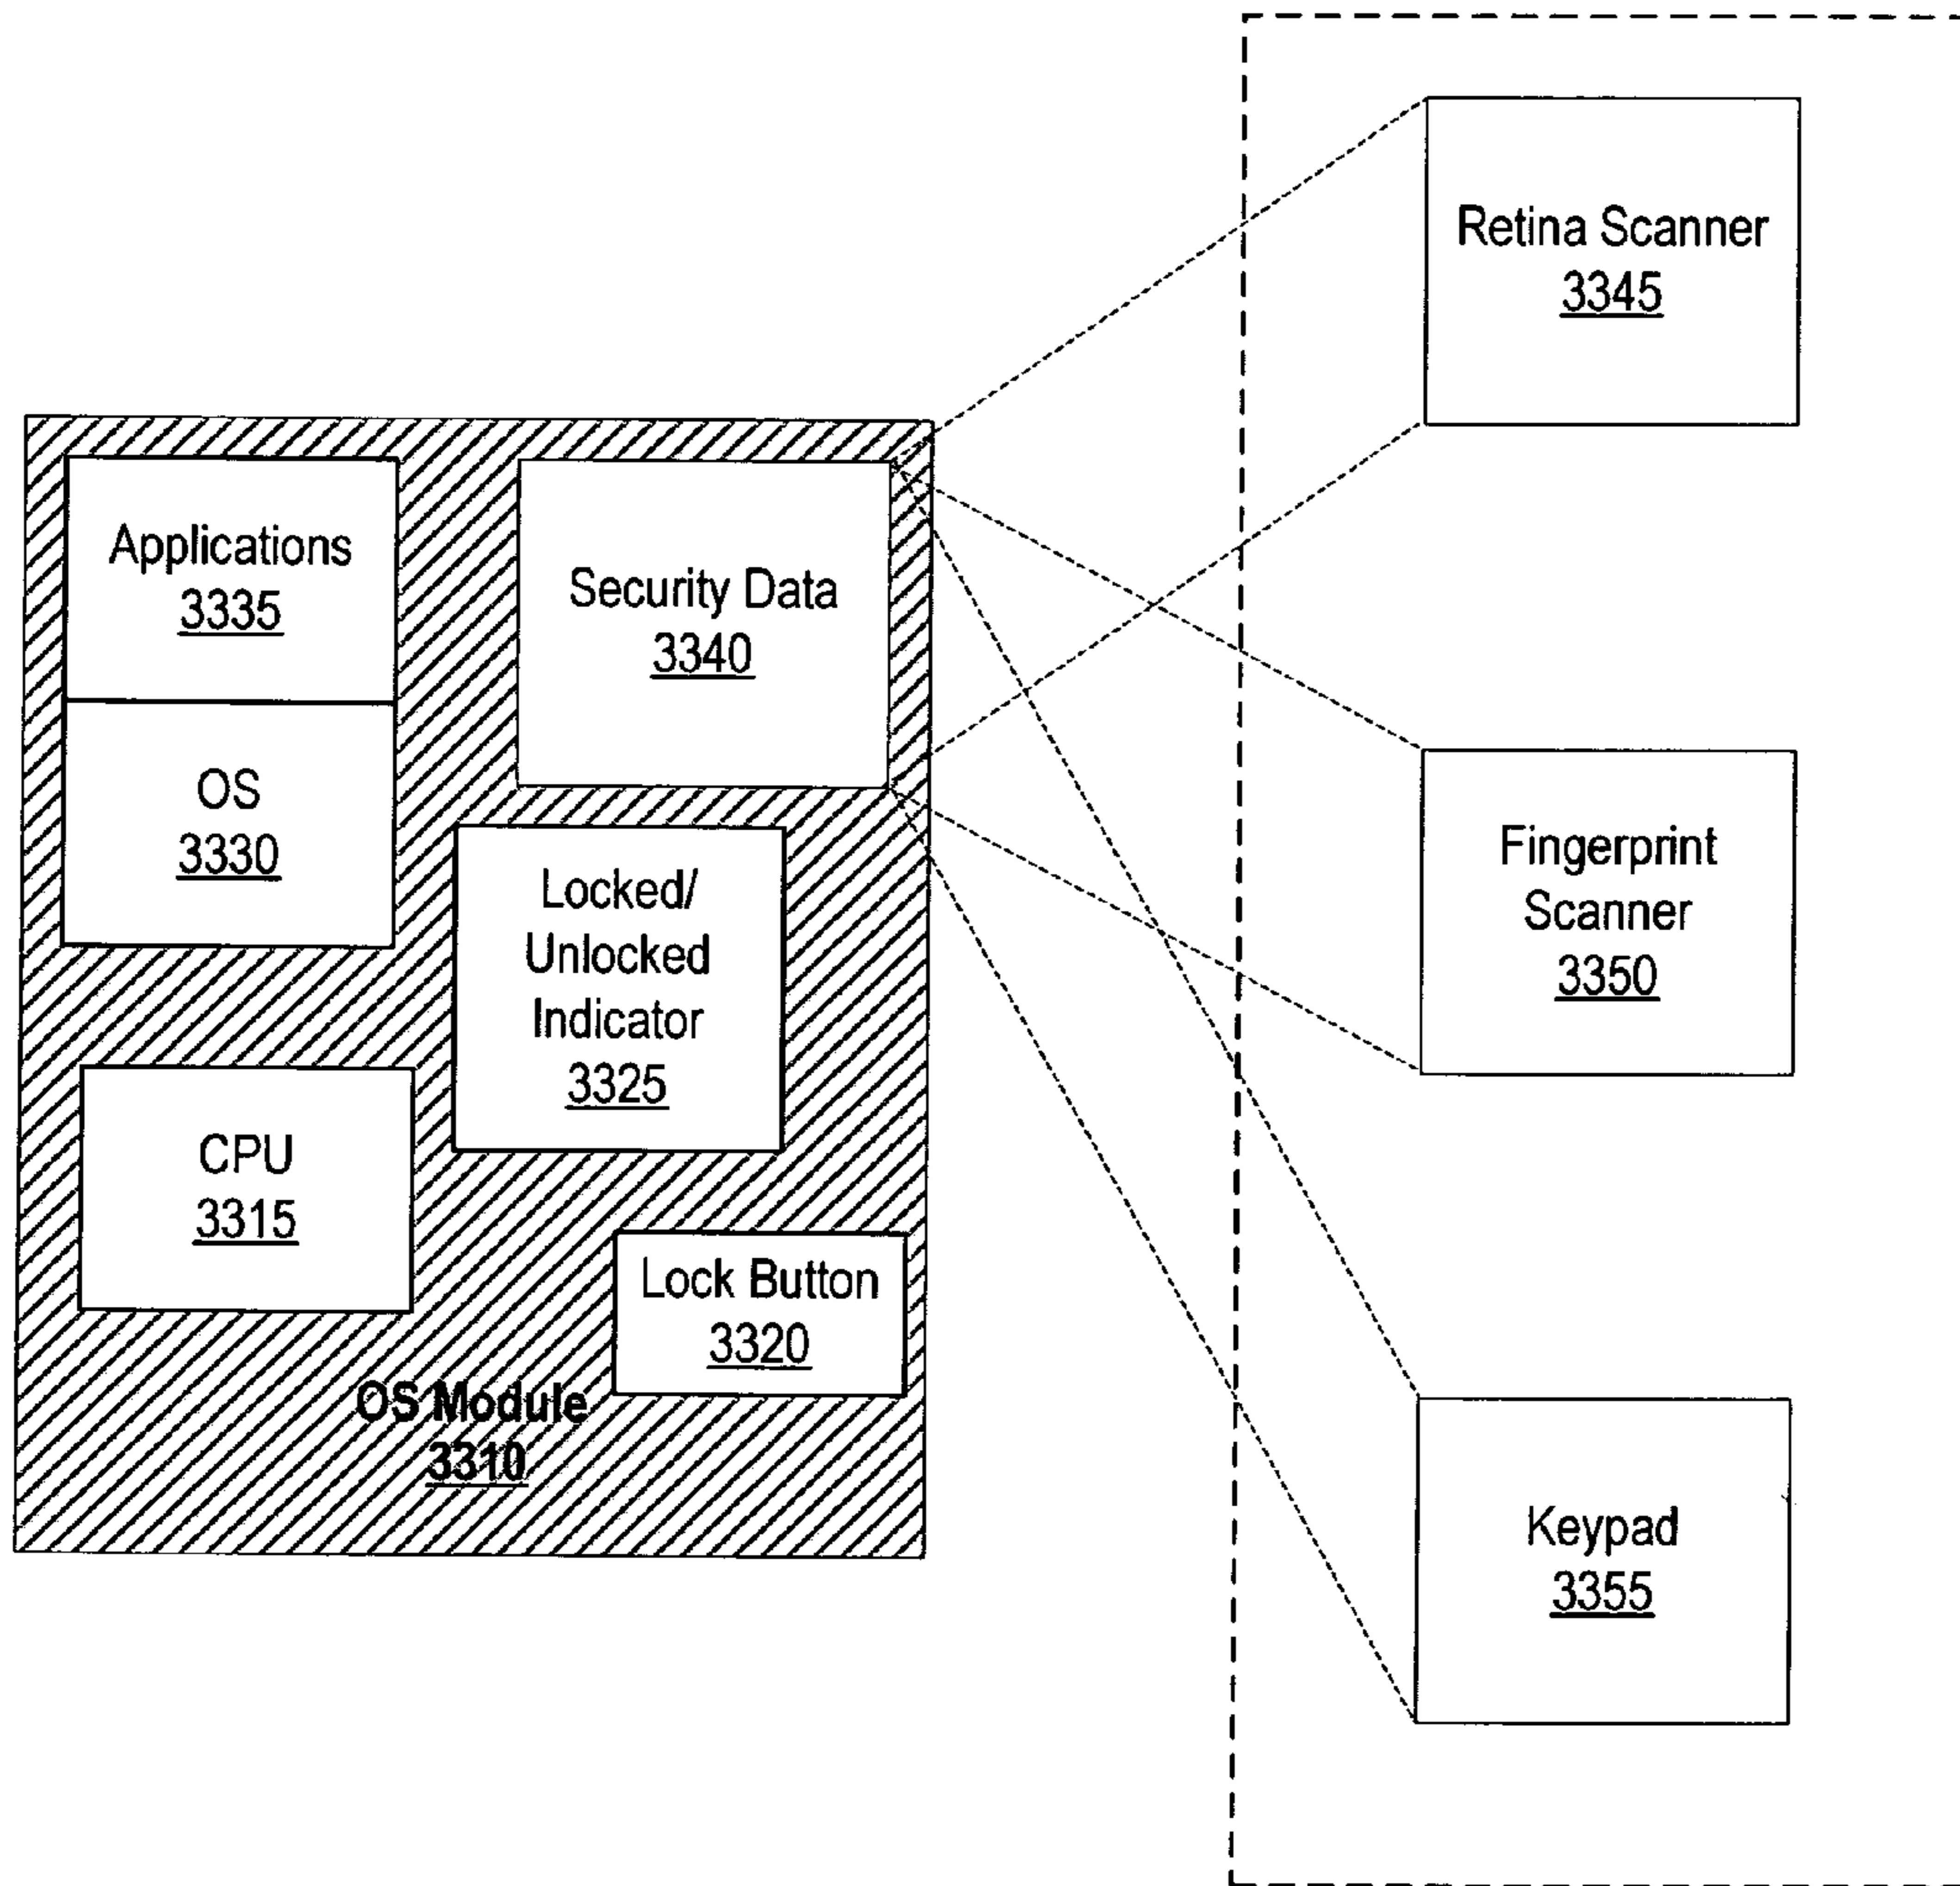 Applications
3335
OS
3330
CPU
3315
Security Data
3340
Locked/
Unlocked
Indicator
3325
Lock Button
3320
OS Module
3310
Retina Scanner
3345
Fingerprint
Scanner
3350
Keypad
3355